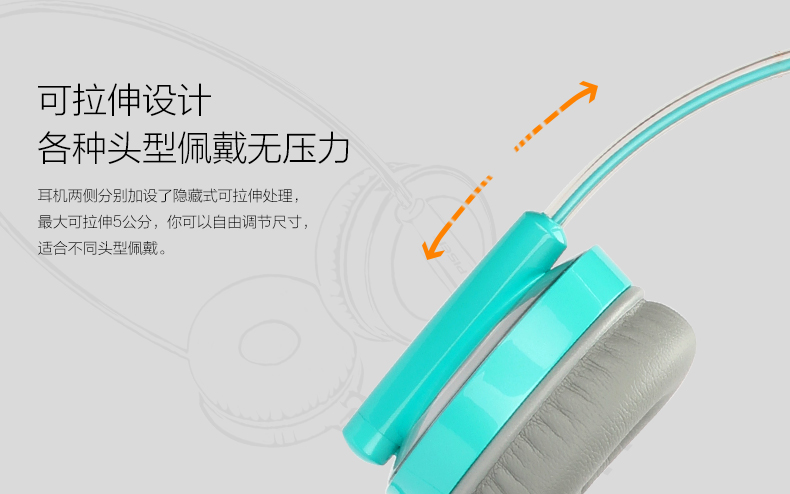 可拉伸设计
各种头型佩戴无压力
耳机两侧分别加设了隐藏式可拉伸处理，
最大可拉伸5公分，你可以自由调节尺寸，
适合不同头型佩戴。